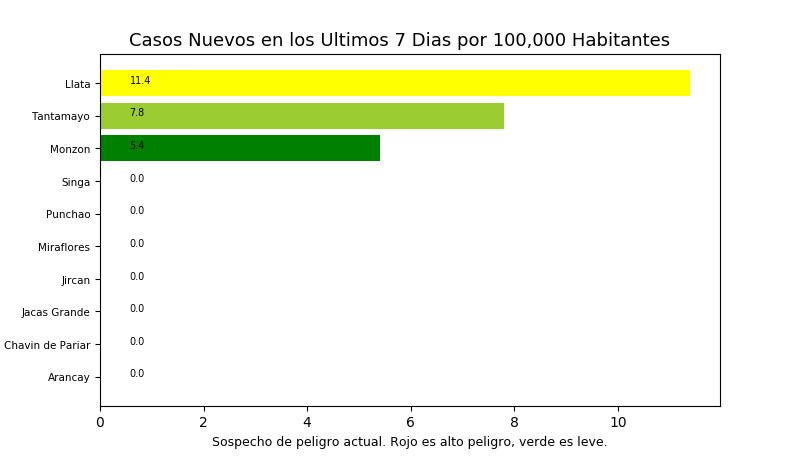 Casos Nuevos en los Ultimos 7 Dias por 100,000 Habitantes
Llata 11.4
Tantamayo 7.8
Monzon 5.4
Singa 0.0
Punchao 0.0
Miraflores 0.0
Jircan 0.0
Jacas Grande 0.0
Chavin de Pariar 0.0
Arancay 0.0
0 2 4 6 8 10
Sospecho de peligro actual. Rojo es alto peligro, verde es leve.